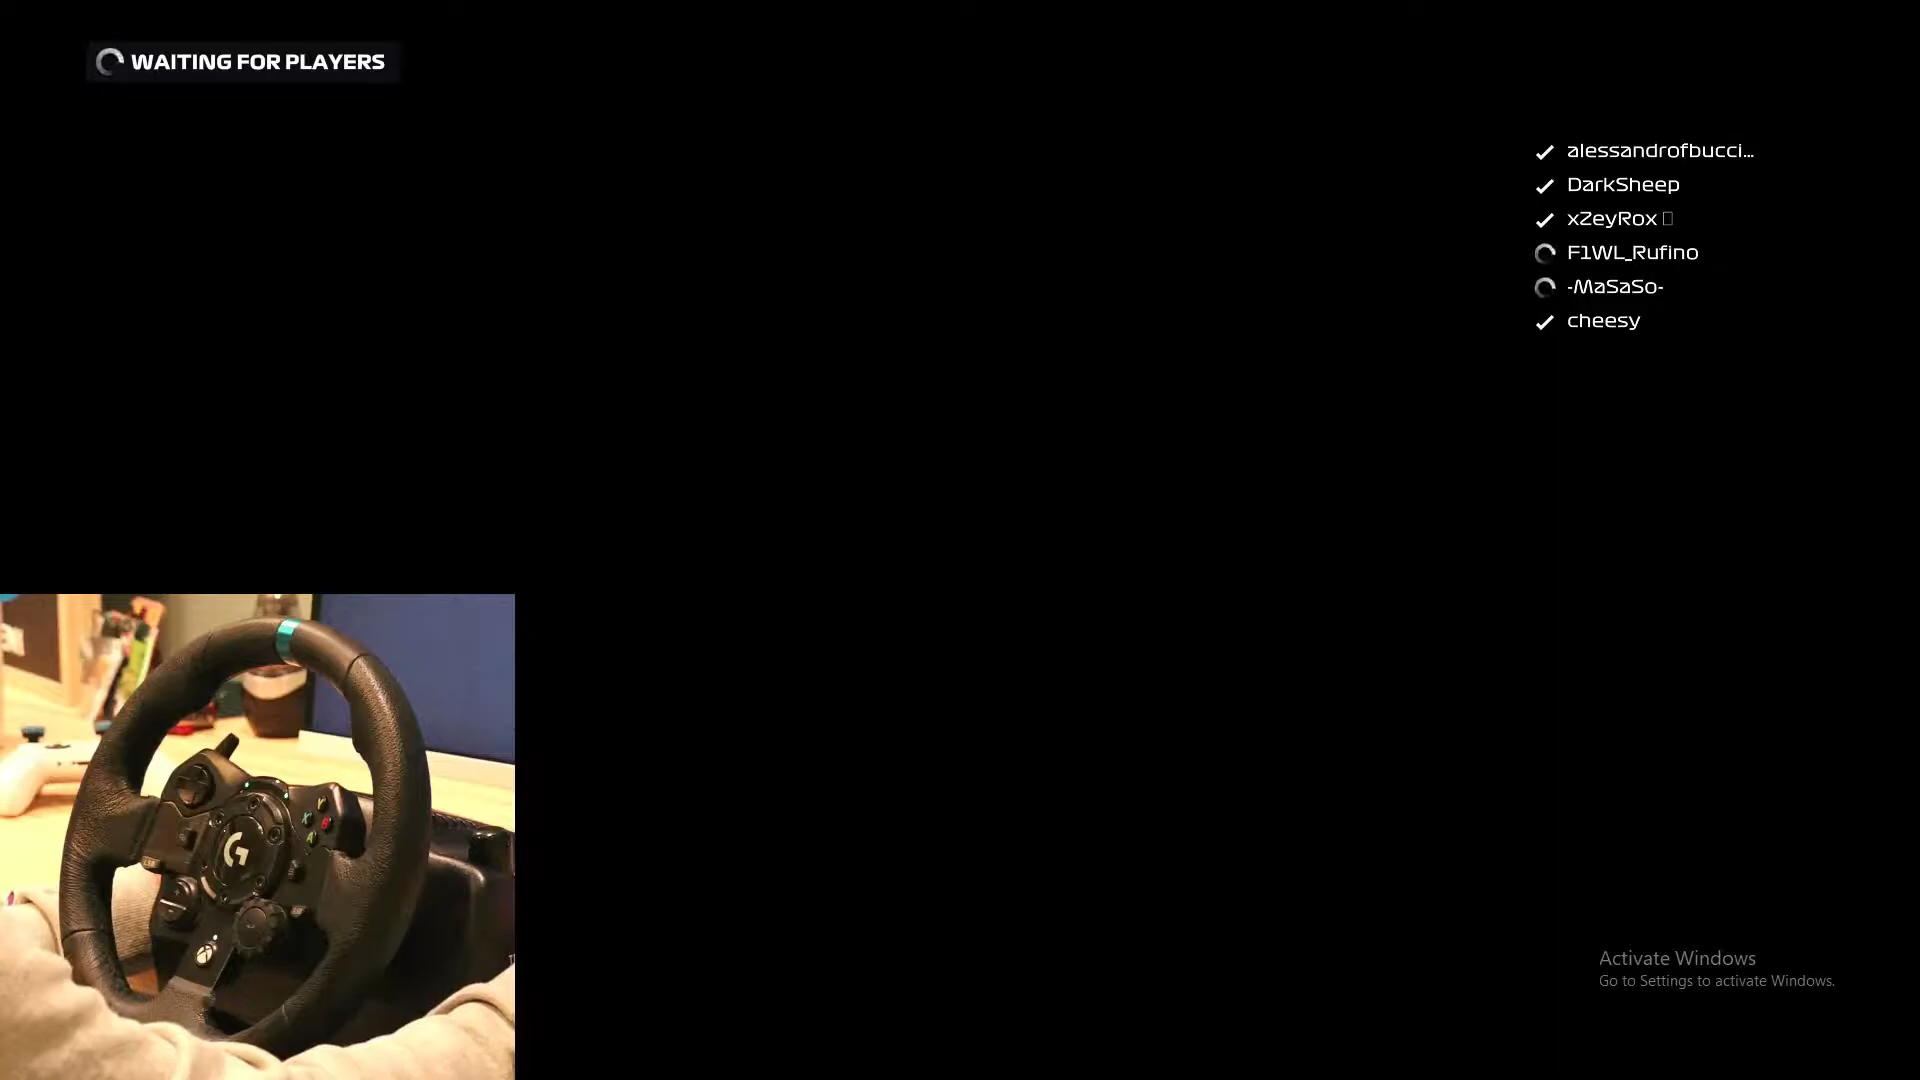 WAITING FOR PLAYERS
alessandrofbucci...
DarkSheep
xZeyRox
F1WL_Rufino
-MaSaSo-
cheesy
Y
X
B
A
G
Activate Windows
Go to Settings to activate Windows.